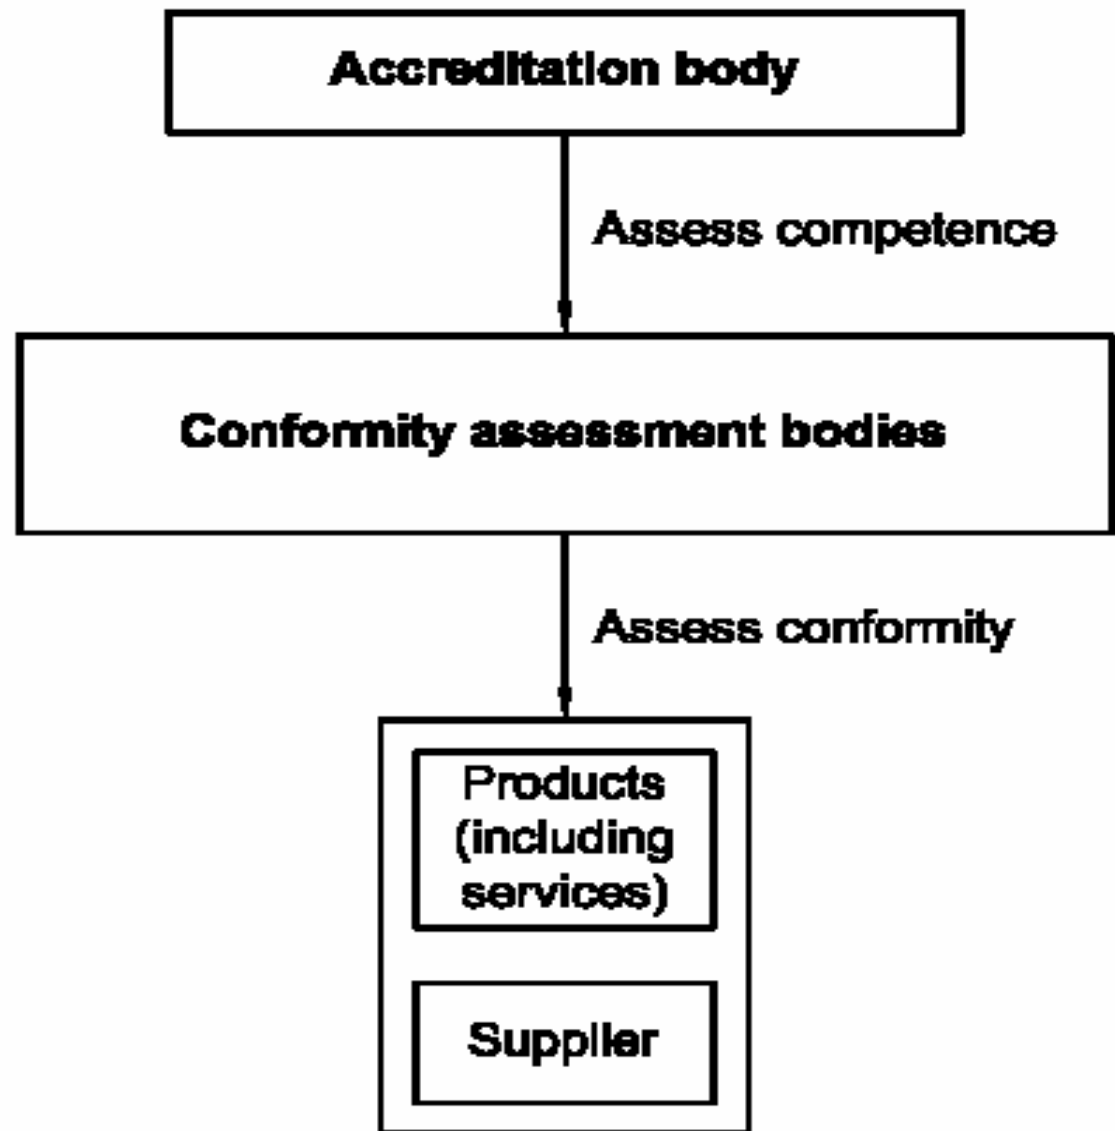 Accreditation body
Assess competence
Conformity assessment bodies
Assess conformity
Products
(including
services)
Supplier